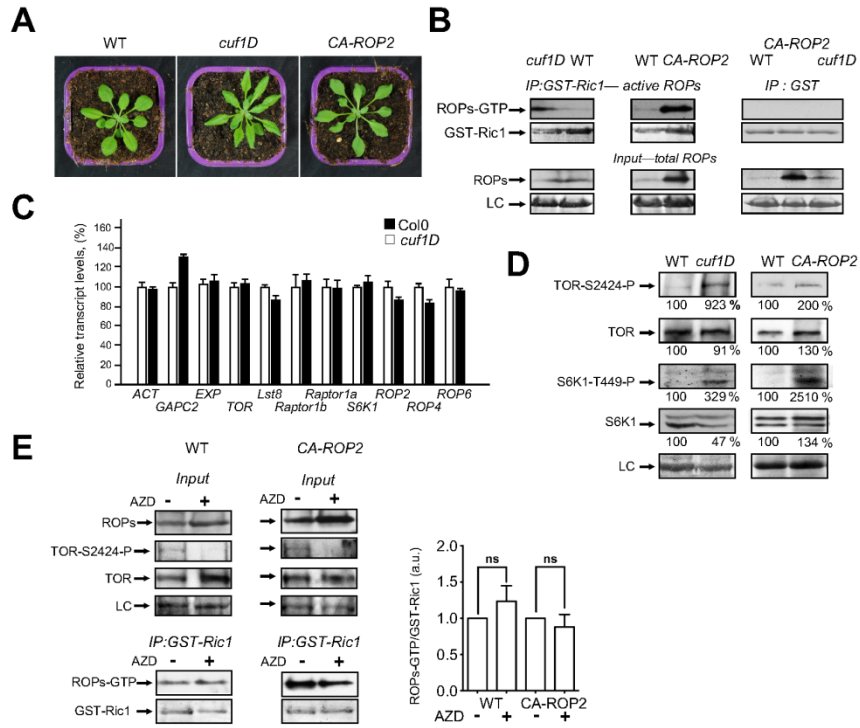 A
WT cuf1D CA-ROP2
B
CA-ROP2
cuf1D WT WT CA-ROP2 WT cuf1D
IP:GST-Ric1— active ROPs IP : GST
ROPs-GTP
GST-Ric1
Input—total ROPs
ROPs
LC
C
Relative transcript levels, (%)
160
140
120
100
80
60
40
20
0
Col0
cuf1D
ACT EXP Lst8 Raptor1a ROP2 ROP6
GAPC2 TOR Raptor1b S6K1 ROP4
D
WT cuf1D WT CA-ROP2
TOR-S2424-P
100 923 % 100 200 %
TOR
100 91 % 100 130 %
S6K1-T449-P
100 329 % 100 2510 %
S6K1
100 47 % 100 134 %
LC
E
WT CA-ROP2
Input Input
AZD - + AZD - +
ROPs
TOR-S2424-P
TOR
LC
IP:GST-Ric1 IP:GST-Ric1
AZD - + AZD - +
ROPs-GTP
GST-Ric1
ROPs-GTP/GST-Ric1 (a.u.)
2.0
1.5
1.0
0.5
0.0
ns ns
WT CA-ROP2
AZD - + - +